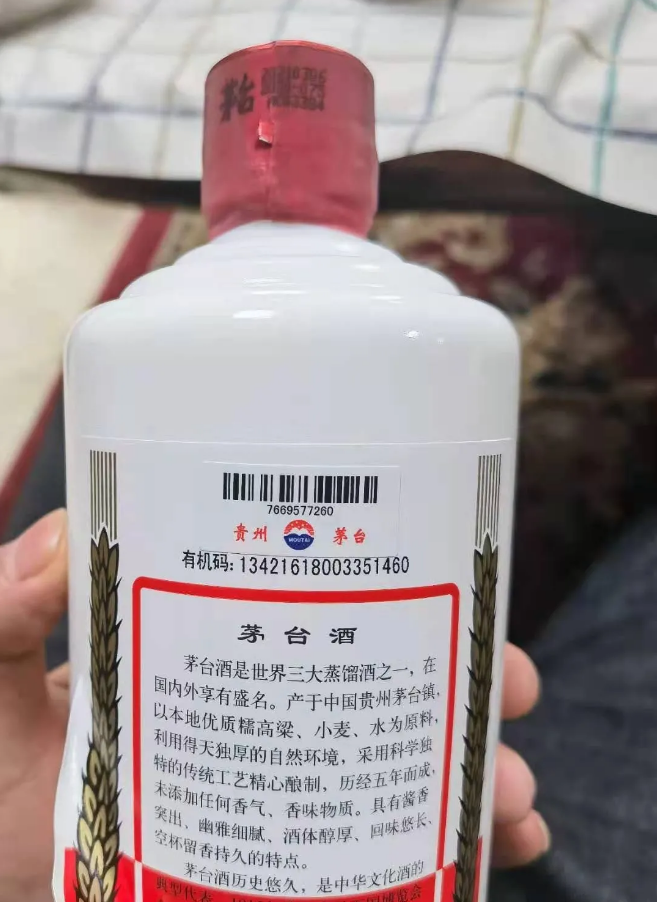 茅台
7669577260
贵州
MOUTAI
茅台
有机码:13421618003351460
茅台酒
茅台酒是世界三大蒸馏酒之一,在
国内外享有盛名。产于中国贵州茅台镇,
以本地优质糯高粱、小麦、水为原料,
利用得天独厚的自然环境,采用科学独
特的传统工艺精心酿制,历经五年而成,
未添加任何香气、香味物质。具有酱香
突出、幽雅细腻、酒体醇厚、回味悠长、
空杯留香持久的特点。
茅台酒历史悠久,是中华文化酒的
典型代表